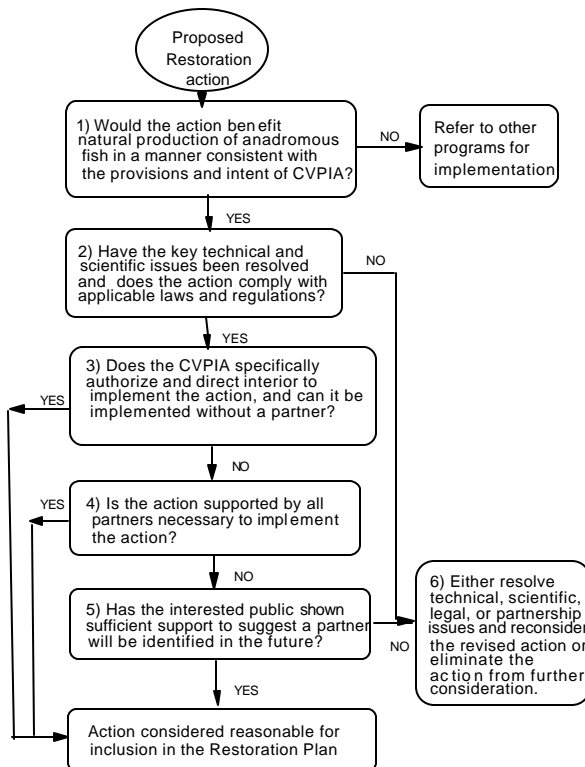 Proposed
Restoration
action
1) Would the action benefit
natural production of anadromous
fish in a manner consistent with
the provisions and intent of CVPIA?
NO
Refer to other
programs for
implementation
YES
2) Have the key technical and
scientific issues been resolved
and does the action comply with
applicable laws and regulations?
NO
YES
3) Does the CVPIA specifically
authorize and direct interior to
implement the action, and can it be
implemented without a partner?
YES
NO
4) Is the action supported by all
partners necessary to implement
the action?
YES
NO
5) Has the interested public shown
sufficient support to suggest a partner
will be identified in the future?
NO
6) Either resolve
technical, scientific,
legal, or partnership
issues and reconsider
the revised action or
eliminate the
action from further
consideration.
YES
Action considered reasonable for
inclusion in the Restoration Plan